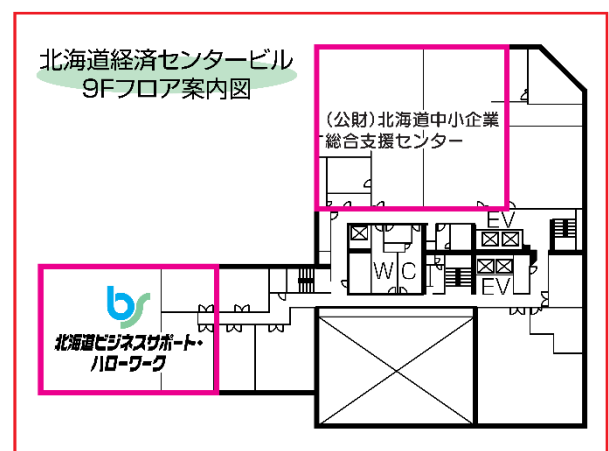 北海道経済センタービル
9Fフロア案内図
(公財)北海道中小企業
総合支援センター
EV
WC
EV
bs
北海道ビジネスサポート・
ハローワーク